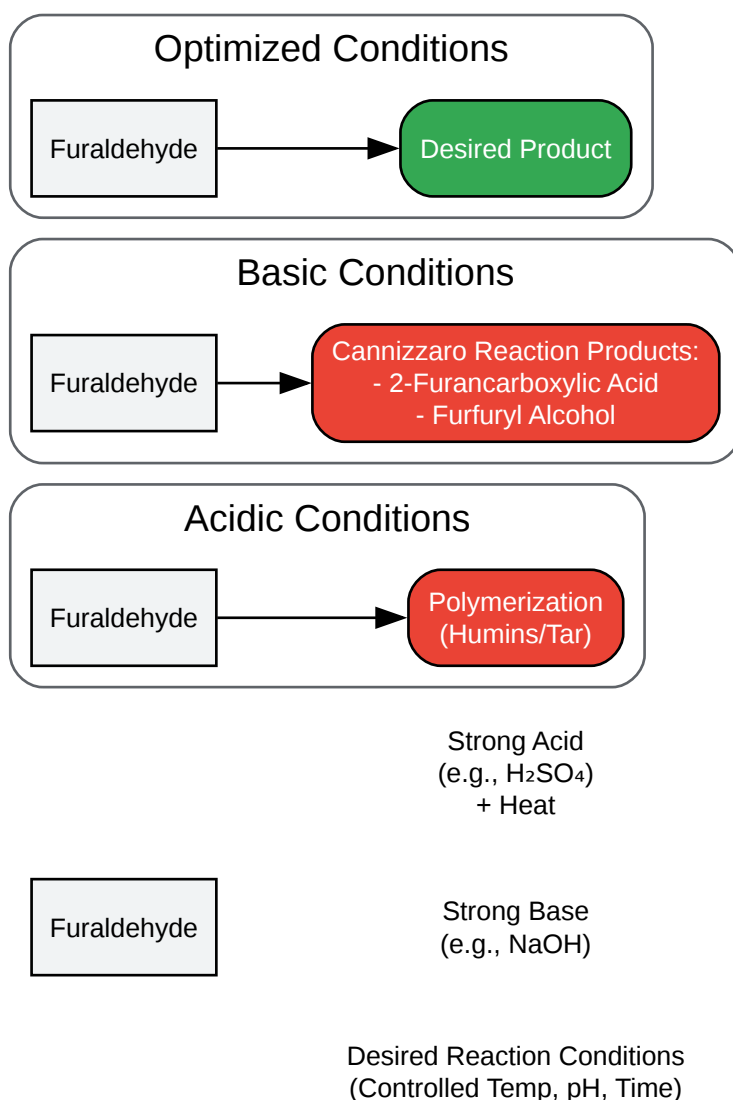 Optimized Conditions
Furaldehyde
Desired Product
Basic Conditions
Furaldehyde
Cannizzaro Reaction Products:
- 2-Furancarboxylic Acid
- Furfuryl Alcohol
Acidic Conditions
Furaldehyde
Polymerization
(Humins/Tar)
Strong Acid
(e.g., H₂SO₄)
+ Heat
Furaldehyde
Strong Base
(e.g., NaOH)
Desired Reaction Conditions
(Controlled Temp, pH, Time)